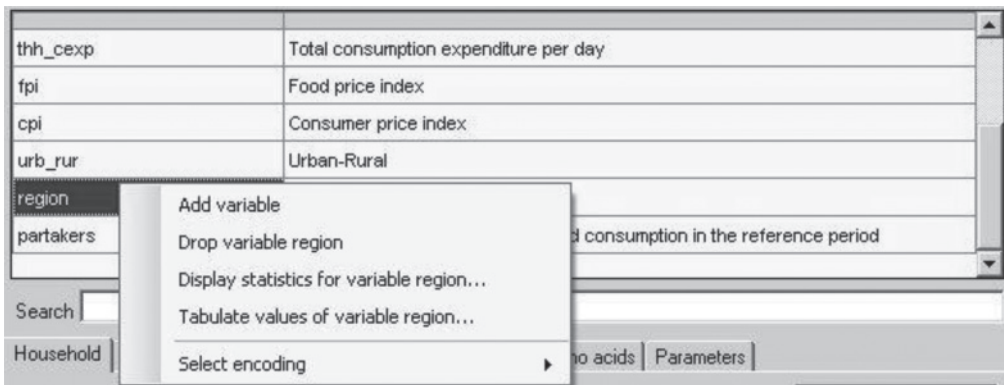 thh_cexp Total consumption expenditure per day
fpi Food price index
cpi Consumer price index
urb_rur Urban-Rural
region
Add variable
partakers d consumption in the reference period
Drop variable region
Display statistics for variable region...
Search
Tabulate values of variable region...
Household no acids Parameters
Select encoding